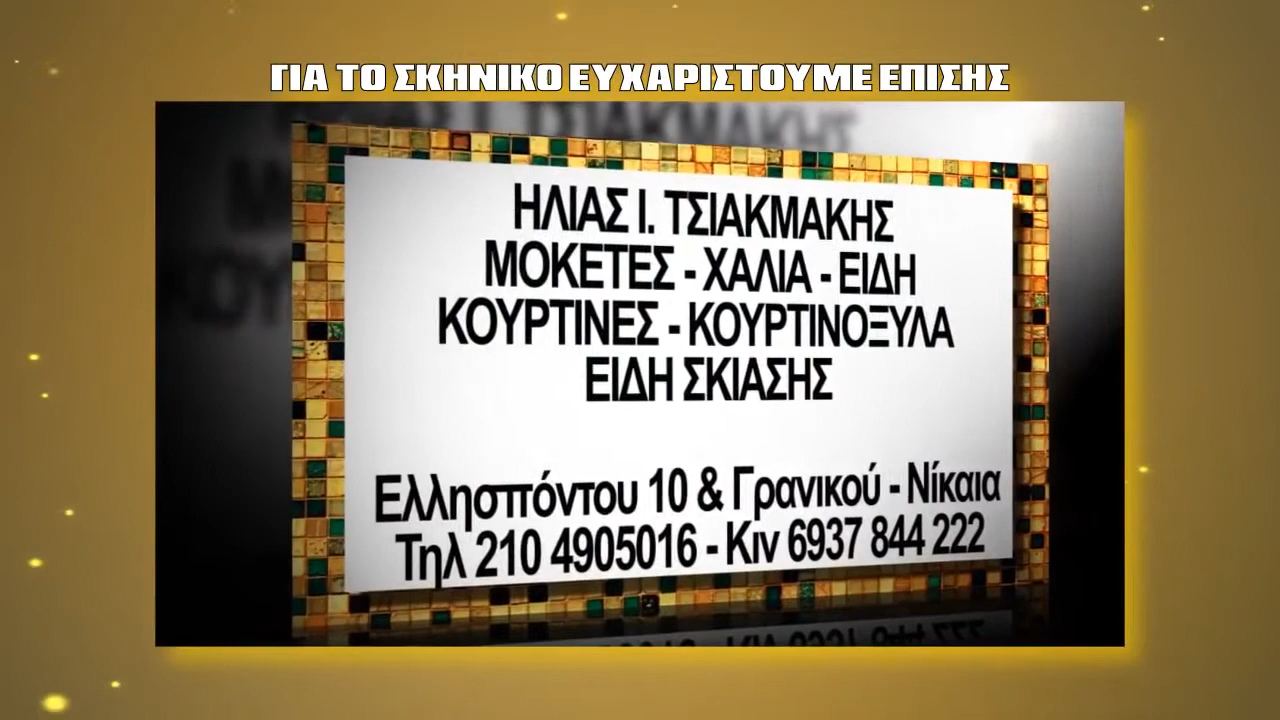 ΓΙΑ ΤΟ ΣΚΗΝΙΚΟ ΕΥΧΑΡΙΣΤΟΥΜΕ ΕΠΙΣΗΣ
ΗΛΙΑΣ Ι. ΤΣΙΑΚΜΑΚΗΣ
ΜΟΚΕΤΕΣ - ΧΑΛΙΑ - ΕΙΔΗ
ΚΟΥΡΤΙΝΕΣ - ΚΟΥΡΤΙΝΟΞΥΛΑ
ΕΙΔΗ ΣΚΙΑΣΗΣ
Ελλησπόντου 10 & Γρανικού - Νίκαια
Τηλ 210 4905016 - Κιν 6937 844 222